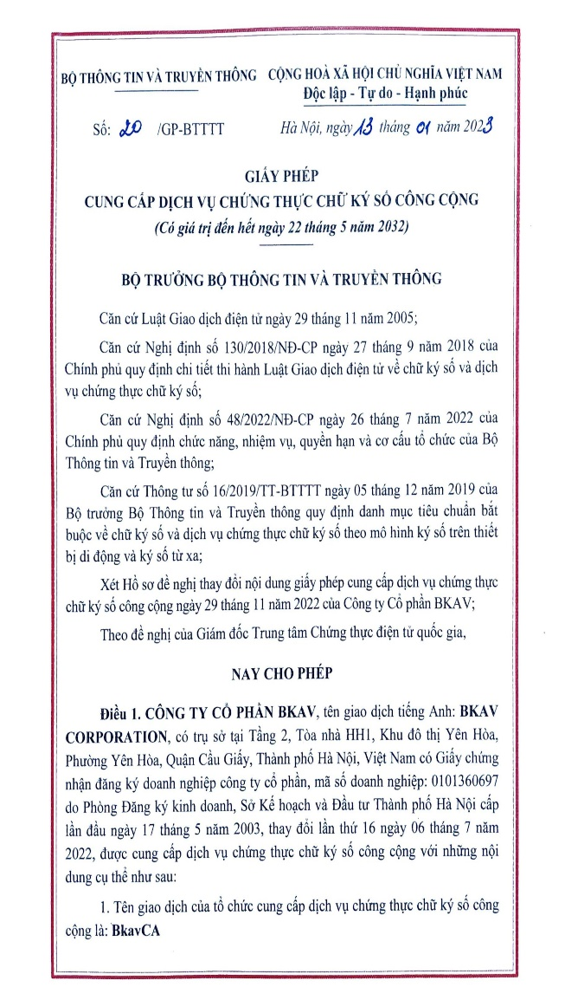 BỘ THÔNG TIN VÀ TRUYỀN THÔNG
CỘNG HOÀ XÃ HỘI CHỦ NGHĨA VIỆT NAM
Độc lập - Tự do - Hạnh phúc
Số: 20 /GP-BTTTT
Hà Nội, ngày 13 tháng 01 năm 2023
GIẤY PHÉP
CUNG CẤP DỊCH VỤ CHỨNG THỰC CHỮ KÝ SỐ CÔNG CỘNG
(Có giá trị đến hết ngày 22 tháng 5 năm 2032)
BỘ TRƯỞNG BỘ THÔNG TIN VÀ TRUYỀN THÔNG
Căn cứ Luật Giao dịch điện tử ngày 29 tháng 11 năm 2005;
Căn cứ Nghị định số 130/2018/NĐ-CP ngày 27 tháng 9 năm 2018 của
Chính phủ quy định chi tiết thi hành Luật Giao dịch điện tử về chữ ký số và dịch
vụ chứng thực chữ ký số;
Căn cứ Nghị định số 48/2022/NĐ-CP ngày 26 tháng 7 năm 2022 của
Chính phủ quy định chức năng, nhiệm vụ, quyền hạn và cơ cấu tổ chức của Bộ
Thông tin và Truyền thông;
Căn cứ Thông tư số 16/2019/TT-BTTTT ngày 05 tháng 12 năm 2019 của
Bộ trưởng Bộ Thông tin và Truyền thông quy định danh mục tiêu chuẩn bắt
buộc về chữ ký số và dịch vụ chứng thực chữ ký số theo mô hình ký số trên thiết
bị di động và ký số từ xa;
Xét Hồ sơ đề nghị thay đổi nội dung giấy phép cung cấp dịch vụ chứng thực
chữ ký số công cộng ngày 29 tháng 11 năm 2022 của Công ty Cổ phần BKAV;
Theo đề nghị của Giám đốc Trung tâm Chứng thực điện tử quốc gia,
NAY CHO PHÉP
Điều 1. CÔNG TY CỔ PHẦN BKAV, tên giao dịch tiếng Anh: BKAV
CORPORATION, có trụ sở tại Tầng 2, Tòa nhà HH1, Khu đô thị Yên Hòa,
Phường Yên Hòa, Quận Cầu Giấy, Thành phố Hà Nội, Việt Nam có Giấy chứng
nhận đăng ký doanh nghiệp công ty cổ phần, mã số doanh nghiệp: 0101360697
do Phòng Đăng ký kinh doanh, Sở Kế hoạch và Đầu tư Thành phố Hà Nội cấp
lần đầu ngày 17 tháng 5 năm 2003, thay đổi lần thứ 16 ngày 06 tháng 7 năm
2022, được cung cấp dịch vụ chứng thực chữ ký số công cộng với những nội
dung cụ thể như sau:
1. Tên giao dịch của tổ chức cung cấp dịch vụ chứng thực chữ ký số công
cộng là: BkavCA